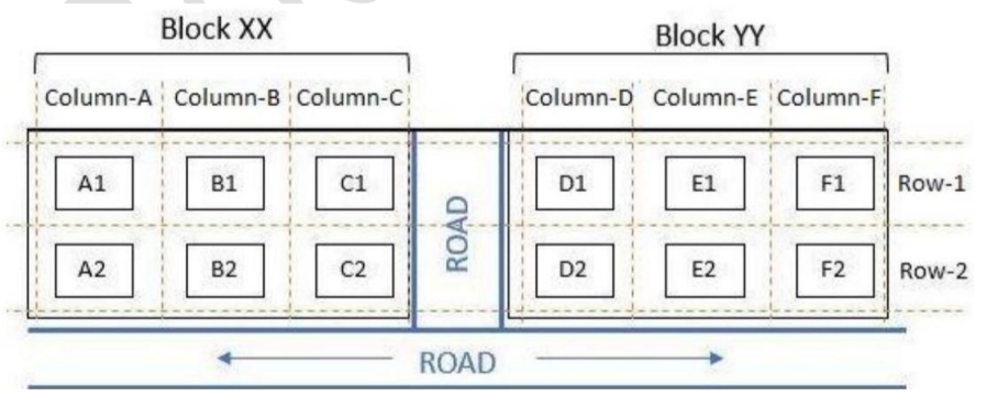 Block XX Block YY
Column-A Column-B Column-C Column-D Column-E Column-F
A1 B1 C1 ROAD D1 E1 F1 Row-1
A2 B2 C2 D2 E2 F2 Row-2
ROAD